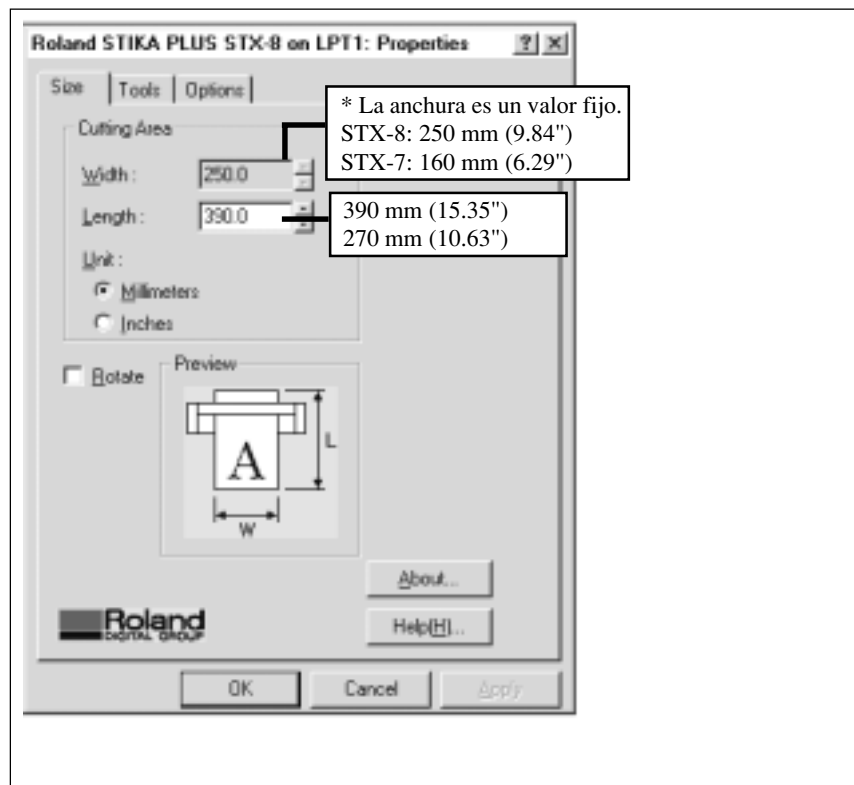 Roland STIKA PLUS STX-8 on LPT1: Properties
Size Tools Options
* La anchura es un valor fijo.
STX-8: 250 mm (9.84")
STX-7: 160 mm (6.29")
Cutting Area
Width : 250.0
Length : 390.0
390 mm (15.35")
270 mm (10.63")
Unit :
Millimeters
Inches
Rotate
Preview
A
L
W
About...
Roland
DIGITAL GROUP
Help(H)...
OK Cancel Apply